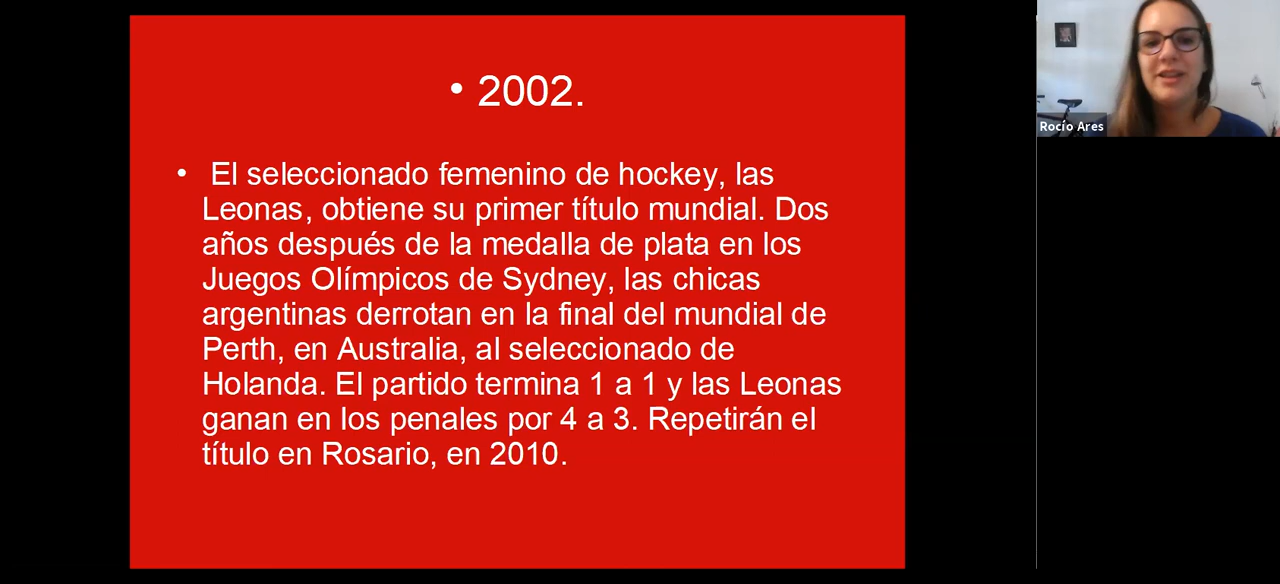 • 2002.
• El seleccionado femenino de hockey, las
Leonas, obtiene su primer título mundial. Dos
años después de la medalla de plata en los
Juegos Olímpicos de Sydney, las chicas
argentinas derrotan en la final del mundial de
Perth, en Australia, al seleccionado de
Holanda. El partido termina 1 a 1 y las Leonas
ganan en los penales por 4 a 3. Repetirán el
título en Rosario, en 2010.
Rocío Ares